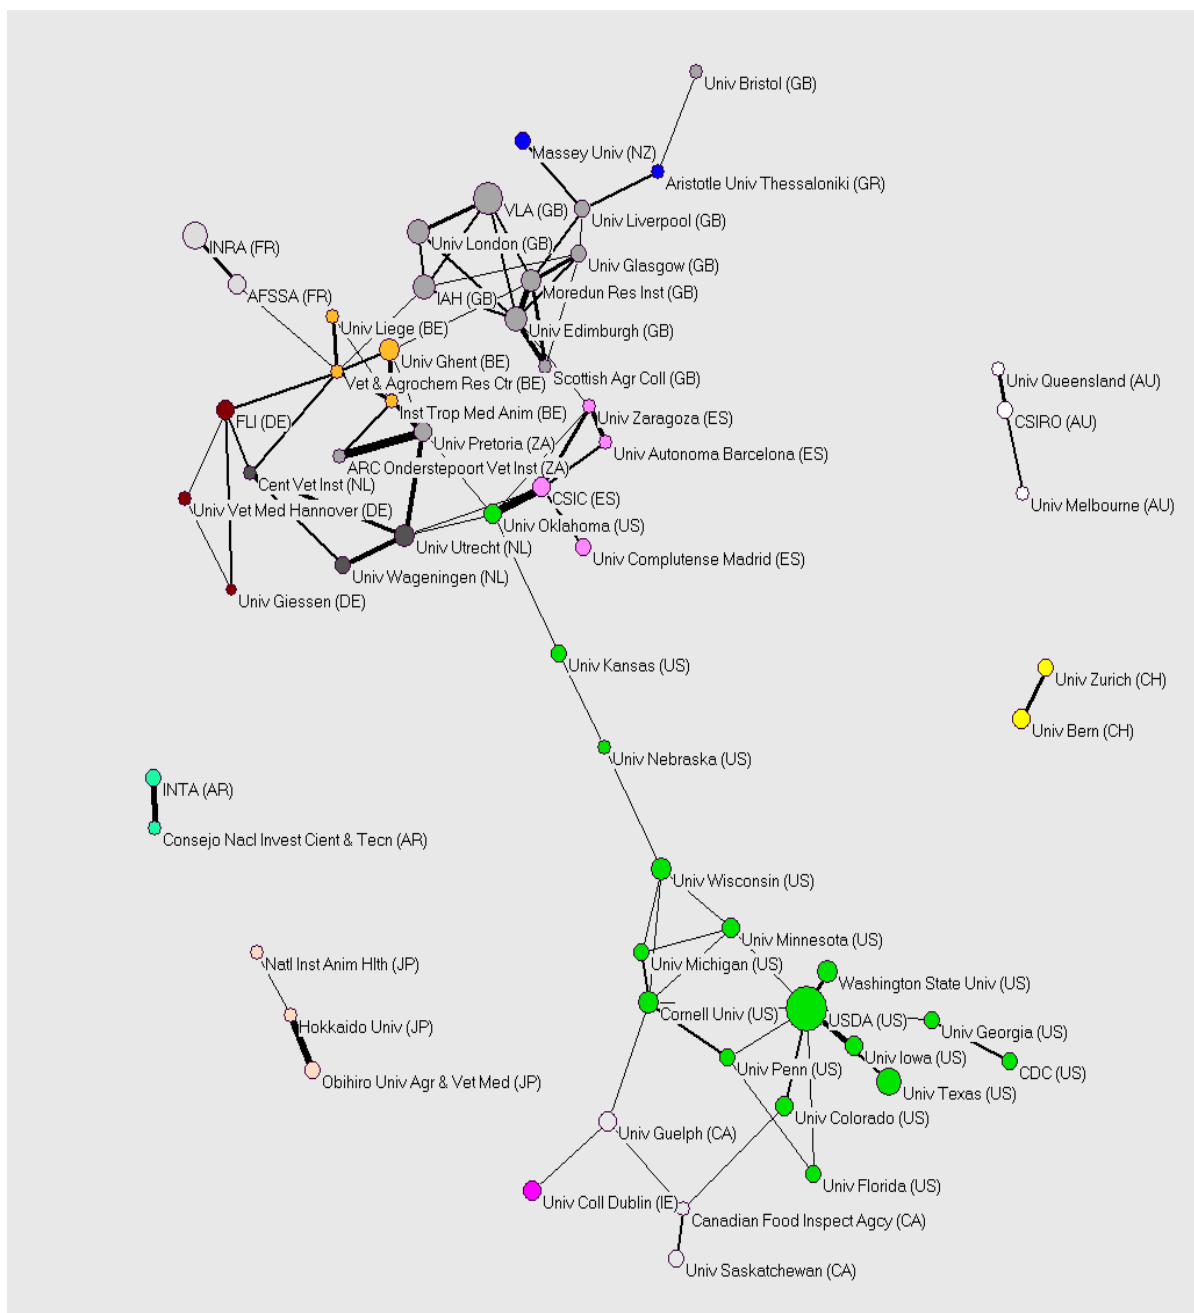 Univ Bristol (GB)
Massey Univ (NZ)
Aristotle Univ Thessaloniki (GR)
VLA (GB)
Univ Liverpool (GB)
Univ London (GB)
INRA (FR)
Univ Glasgow (GB)
Moredun Res Inst (GB)
AFSSA (FR)
IAH (GB)
Univ Liege (BE)
Univ Edimburgh (GB)
Univ Ghent (BE)
Scottish Agr Coll (GB)
Vet & Agrochem Res Ctr (BE)
Univ Queensland (AU)
Inst Trop Med Anim (BE)
Univ Zaragoza (ES)
FLI (DE)
CSIRO (AU)
Univ Pretoria (ZA)
Univ Autonoma Barcelona (ES)
ARC Onderstepoort Vet Inst (ZA)
Cent Vet Inst (NL)
CSIC (ES)
Univ Melbourne (AU)
Univ Vet Med Hannover (DE)
Univ Oklahoma (US)
Univ Utrecht (NL)
Univ Complutense Madrid (ES)
Univ Wageningen (NL)
Univ Giessen (DE)
Univ Kansas (US)
Univ Zurich (CH)
Univ Bern (CH)
Univ Nebraska (US)
INTA (AR)
Consejo Nacl Invest Cient & Tecn (AR)
Univ Wisconsin (US)
Univ Minnesota (US)
Natl Inst Anim Hlth (JP)
Univ Michigan (US)
Washington State Univ (US)
Cornell Univ (US)
USDA (US)
Hokkaido Univ (JP)
Univ Georgia (US)
Univ Iowa (US)
Univ Penn (US)
CDC (US)
Obihiro Univ Agr & Vet Med (JP)
Univ Texas (US)
Univ Colorado (US)
Univ Guelph (CA)
Univ Florida (US)
Univ Coll Dublin (IE)
Canadian Food Inspect Agcy (CA)
Univ Saskatchewan (CA)